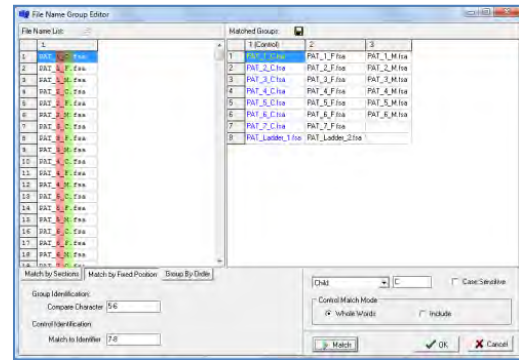 File Name Group Editor
File Name List:
Matched Groups:
1
1 PAT_1_C.fsa
2 PAT_1_F.fsa
3 PAT_1_M.fsa
4 PAT_2_C.fsa
5 PAT_2_F.fsa
6 PAT_2_M.fsa
7 PAT_3_C.fsa
8 PAT_3_F.fsa
9 PAT_3_M.fsa
10 PAT_4_C.fsa
11 PAT_4_F.fsa
12 PAT_4_M.fsa
13 PAT_5_C.fsa
14 PAT_5_F.fsa
15 PAT_5_M.fsa
16 PAT_6_C.fsa
17 PAT_6_F.fsa
18 PAT_6_M.fsa
1 (Control) 2 3
1 PAT_1_C.fsa PAT_1_F.fsa PAT_1_M.fsa
2 PAT_2_C.fsa PAT_2_F.fsa PAT_2_M.fsa
3 PAT_3_C.fsa PAT_3_F.fsa PAT_3_M.fsa
4 PAT_4_C.fsa PAT_4_F.fsa PAT_4_M.fsa
5 PAT_5_C.fsa PAT_5_F.fsa PAT_5_M.fsa
6 PAT_6_C.fsa PAT_6_F.fsa PAT_6_M.fsa
7 PAT_7_C.fsa PAT_7_F.fsa
8 PAT_Ladder_1.fsa PAT_Ladder_2.fsa
Match by Sections Match by Fixed Position Group By Order
Group Identification:
Compare Character 5-6
Control Identification:
Match to Identifier 7-8
Child C Case Sensitive
Control Match Mode
Whole Words Include
Match OK Cancel